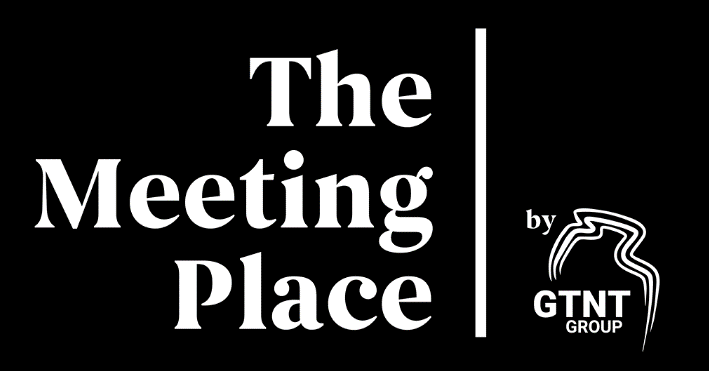 The
Meeting
Place
by
GTNT
GROUP